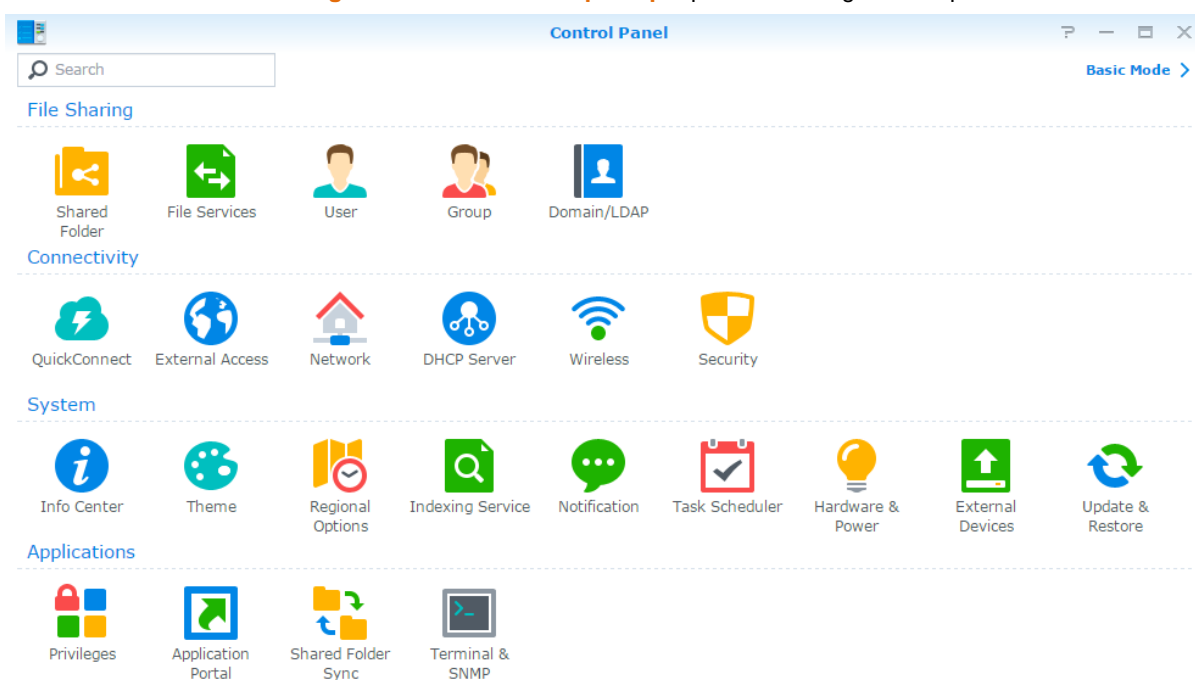 Control Panel
Search
Basic Mode
File Sharing
Shared Folder
File Services
User
Group
Domain/LDAP
Connectivity
QuickConnect
External Access
Network
DHCP Server
Wireless
Security
System
Info Center
Theme
Regional Options
Indexing Service
Notification
Task Scheduler
Hardware & Power
External Devices
Update & Restore
Applications
Privileges
Application Portal
Shared Folder Sync
Terminal & SNMP